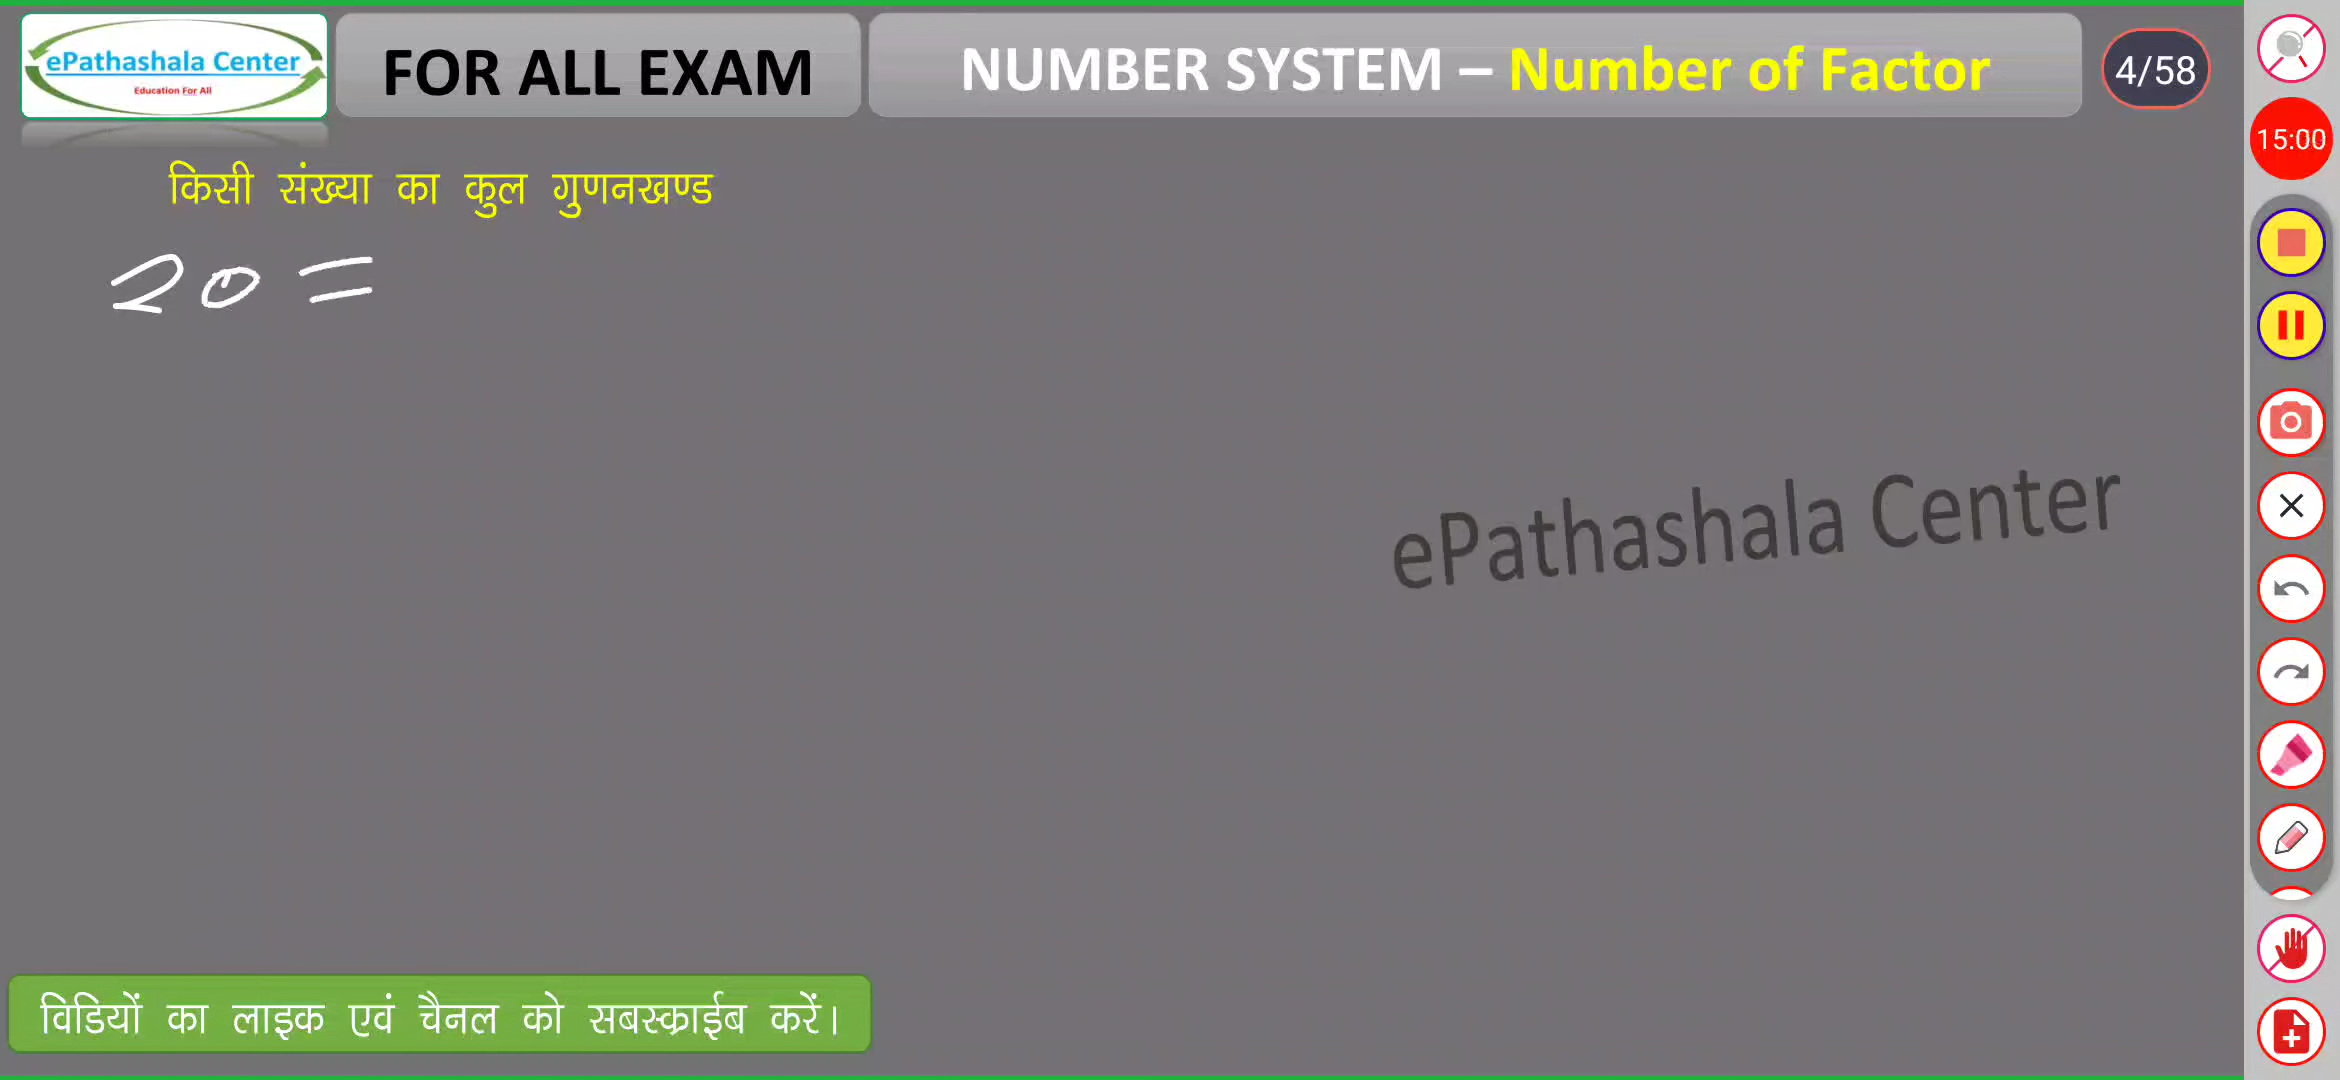 ePathashala Center
Education For All
FOR ALL EXAM
NUMBER SYSTEM – Number of Factor
4/58
15:00
किसी संख्या का कुल गुणनखण्ड
20 =
ePathashala Center
विडियों का लाइक एवं चैनल को सबस्क्राईब करें।